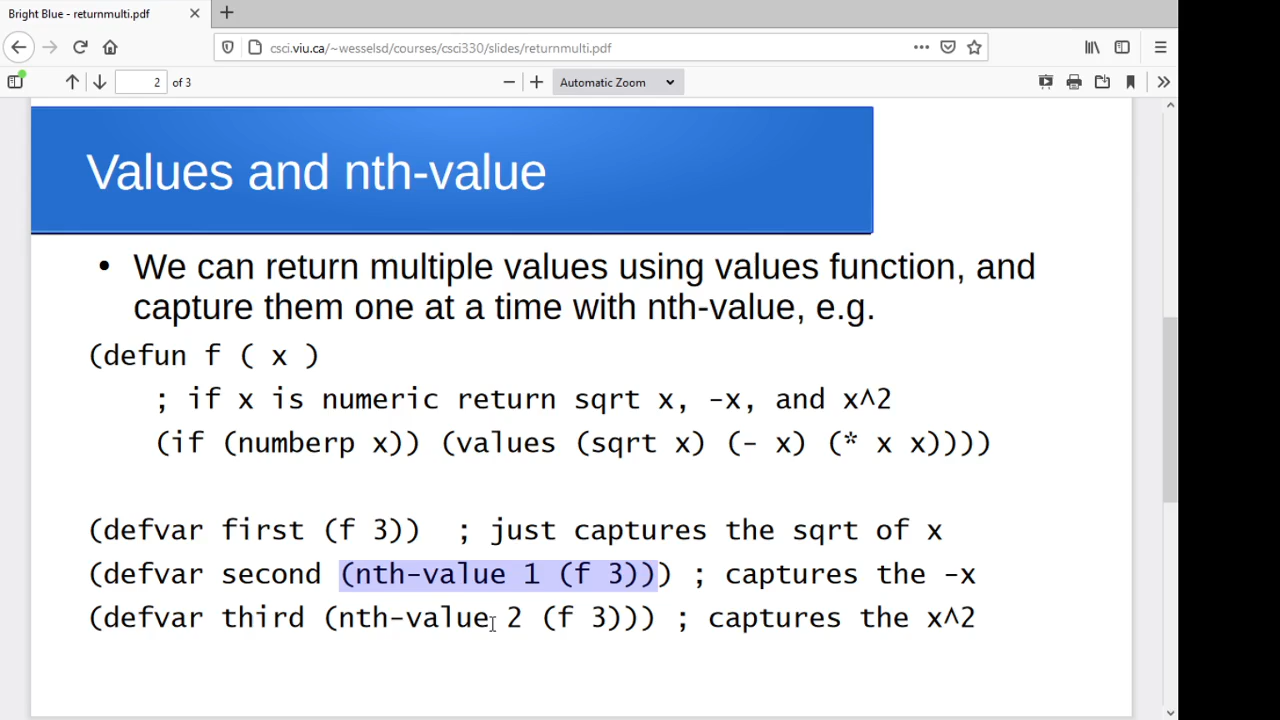 Bright Blue - returnmulti.pdf
csci.viu.ca/~wesselsd/courses/csci330/slides/returnmulti.pdf
2 of 3
Automatic Zoom
Values and nth-value
• We can return multiple values using values function, and
capture them one at a time with nth-value, e.g.
(defun f ( x )
; if x is numeric return sqrt x, -x, and x^2
(if (numberp x)) (values (sqrt x) (- x) (* x x))))
(defvar first (f 3)) ; just captures the sqrt of x
(defvar second (nth-value 1 (f 3))) ; captures the -x
(defvar third (nth-value 2 (f 3))) ; captures the x^2